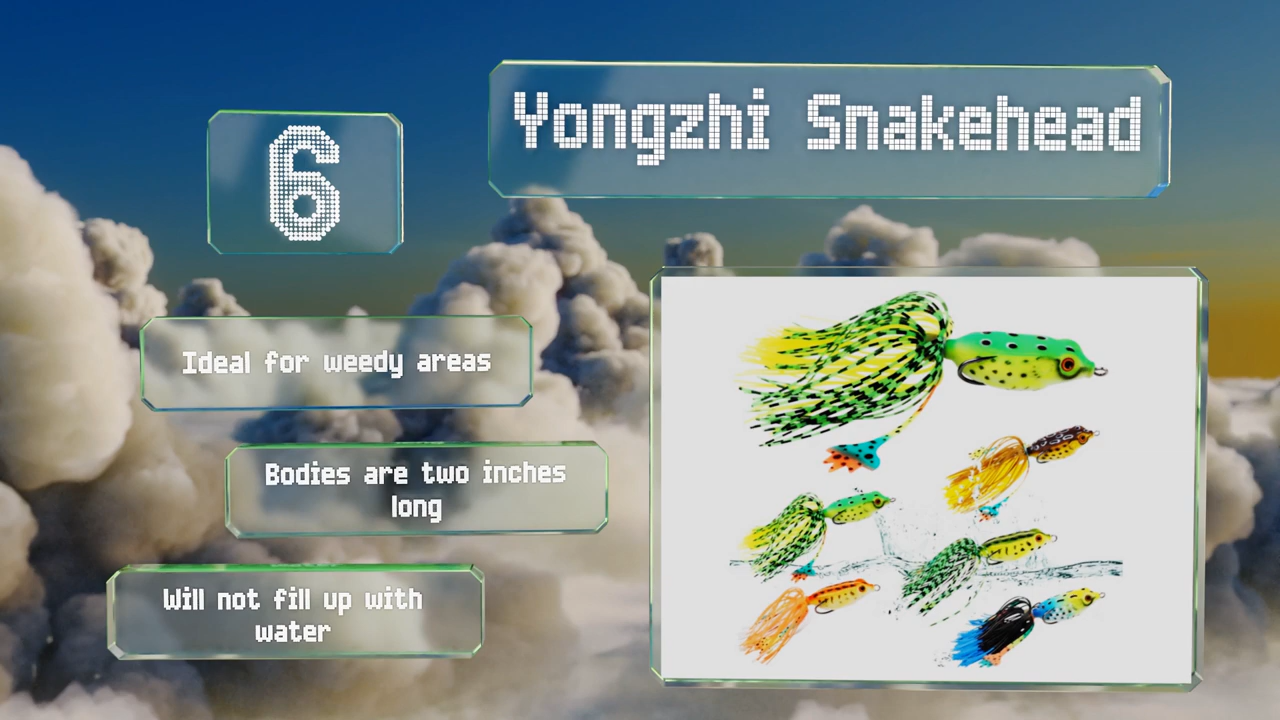 6
Yongzhi Snakehead
Ideal for weedy areas
Bodies are two inches
long
Will not fill up with
water